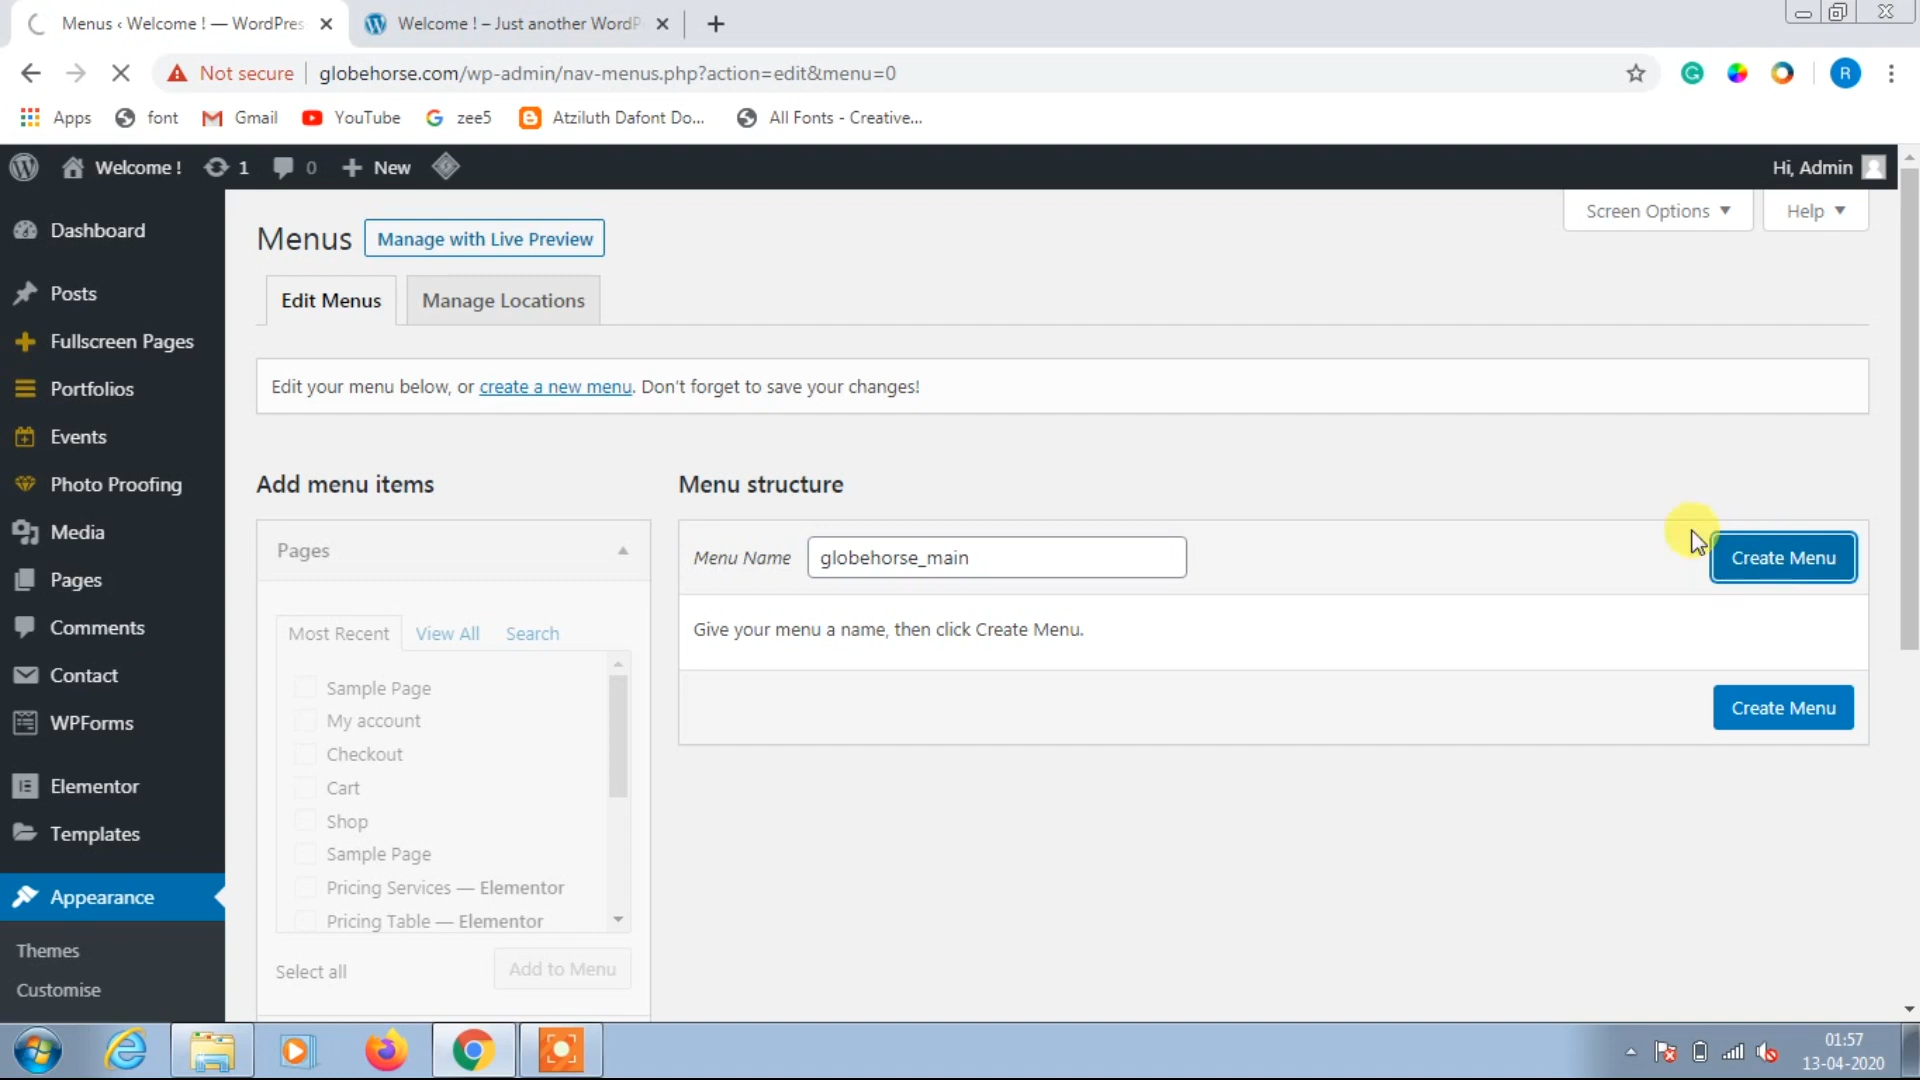 Menus ‹ Welcome ! — WordPres
Welcome ! – Just another WordP
Not secure
globehorse.com/wp-admin/nav-menus.php?action=edit&menu=0
R
Apps
font
Gmail
YouTube
zee5
Atziluth Dafont Do...
All Fonts - Creative...
Welcome !
1
0
New
Hi, Admin
Dashboard
Posts
Fullscreen Pages
Portfolios
Events
Photo Proofing
Media
Pages
Comments
Contact
WPForms
Elementor
Templates
Appearance
Themes
Customise
Screen Options
Help
Menus
Manage with Live Preview
Edit Menus
Manage Locations
Edit your menu below, or create a new menu. Don't forget to save your changes!
Add menu items
Pages
Most Recent
View All
Search
Sample Page
My account
Checkout
Cart
Shop
Sample Page
Pricing Services — Elementor
Pricing Table — Elementor
Select all
Add to Menu
Menu structure
Menu Name
globehorse_main
Create Menu
Give your menu a name, then click Create Menu.
Create Menu
01:57
13-04-2020